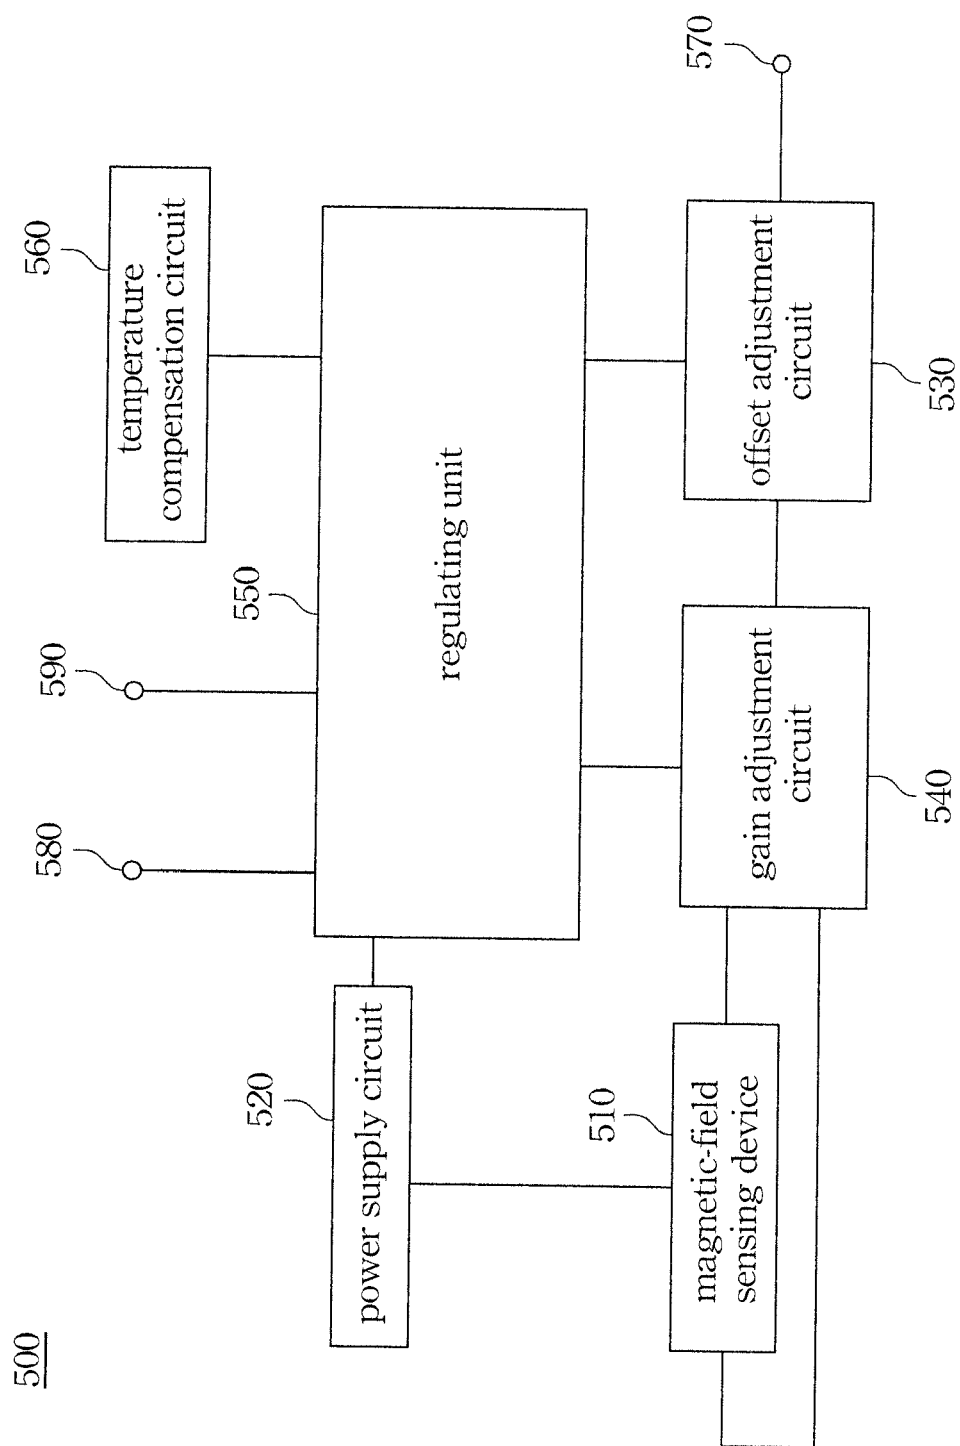 500
520
power supply circuit
580
590
550
regulating unit
560
temperature
compensation circuit
510
magnetic-field
sensing device
gain adjustment
circuit
540
offset adjustment
circuit
530
570